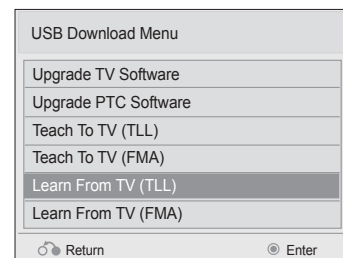 USB Download Menu
Upgrade TV Software
Upgrade PTC Software
Teach To TV (TLL)
Teach To TV (FMA)
Learn From TV (TLL)
Learn From TV (FMA)
Return Enter